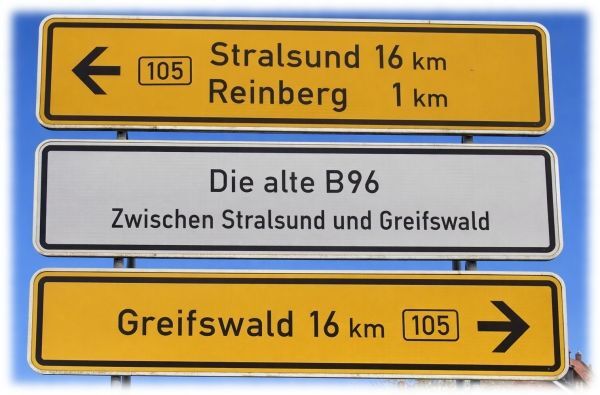 Stralsund 16 km
105
Reinberg 1 km
Die alte B96
Zwischen Stralsund und Greifswald
Greifswald 16 km 105